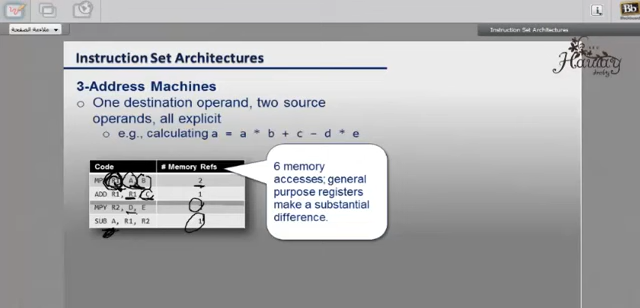 Bb
Instruction Set Architectures
Instruction Set Architectures
3-Address Machines
One destination operand, two source
operands, all explicit
e.g., calculating a = a * b + c – d * e
Code # Memory Refs
2
ADD R1, R1, C 1
MPY R2, D, E
SUB A, R1, R2 1
6 memory
accesses; general
purpose registers
make a substantial
difference.